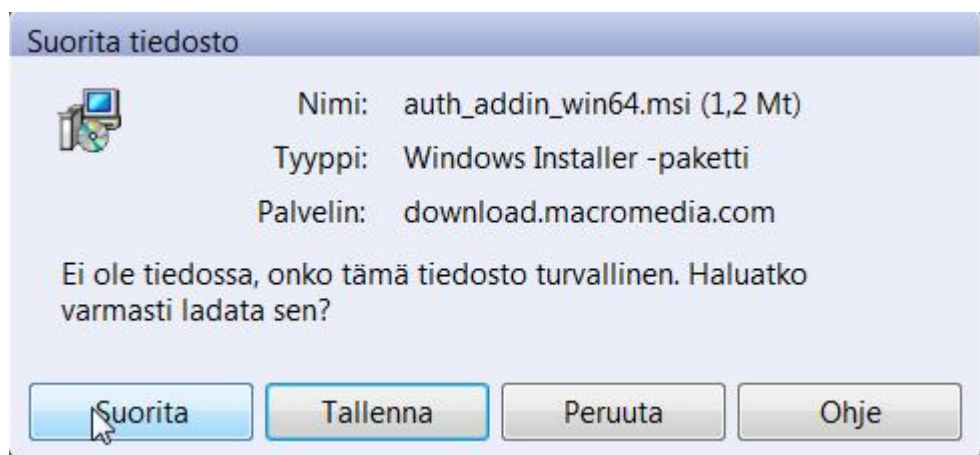 Suorita tiedosto
Nimi: auth_addin_win64.msi (1,2 Mt)
Tyyppi: Windows Installer -paketti
Palvelin: download.macromedia.com
Ei ole tiedossa, onko tämä tiedosto turvallinen. Haluatko
varmasti ladata sen?
Suorita Tallenna Peruuta Ohje